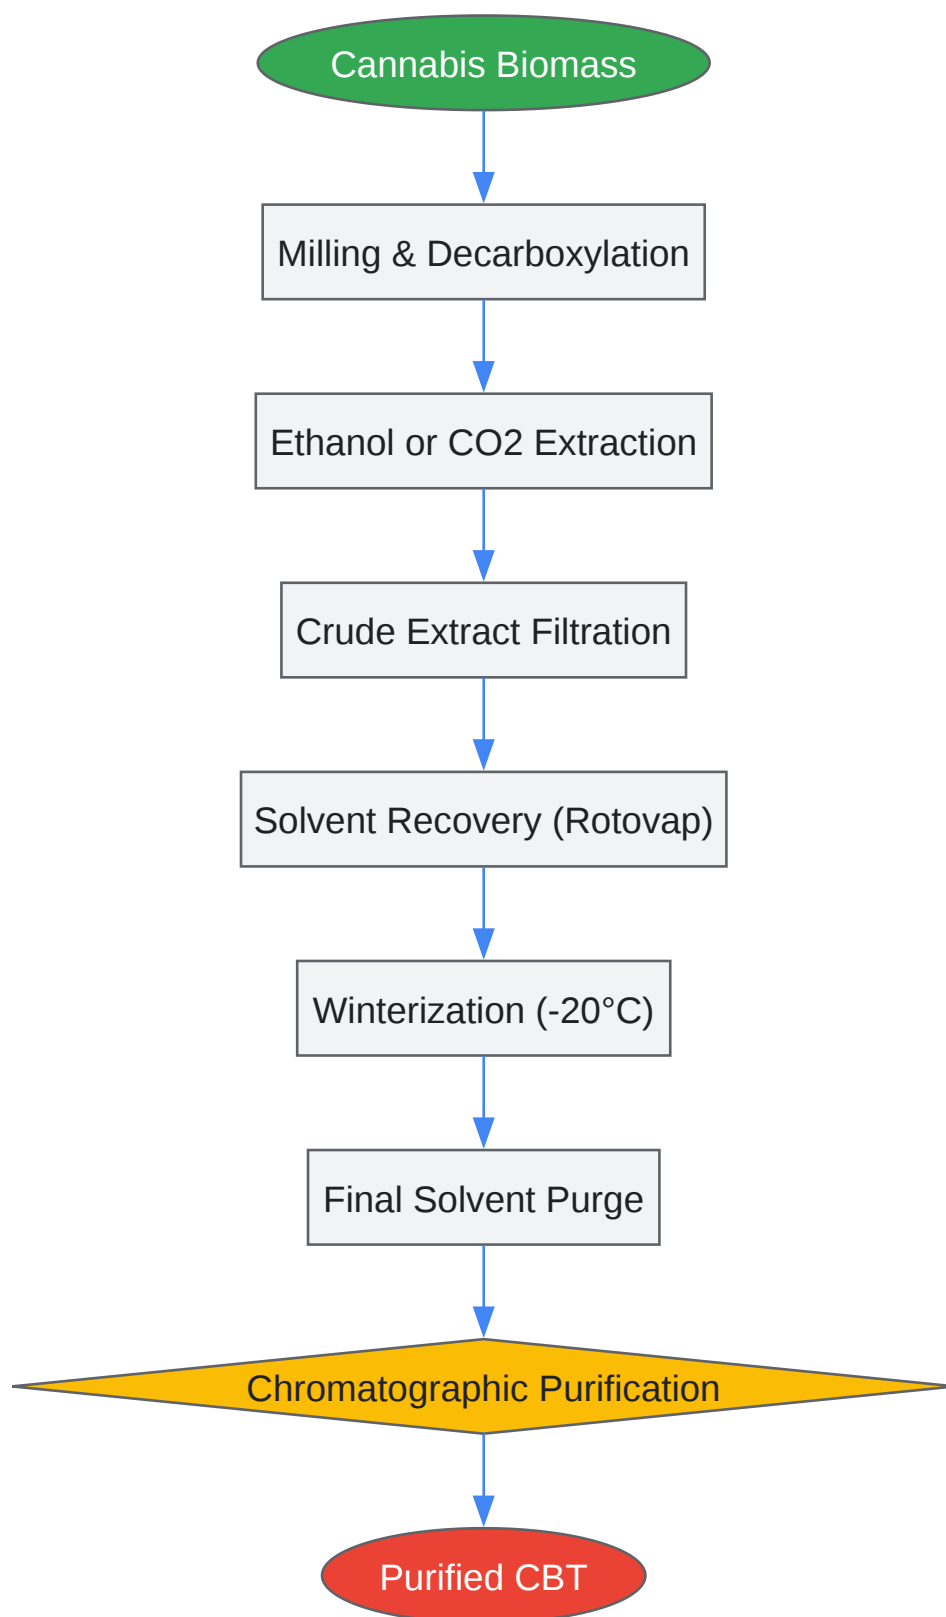 Cannabis Biomass
Milling & Decarboxylation
Ethanol or CO2 Extraction
Crude Extract Filtration
Solvent Recovery (Rotovap)
Winterization (-20°C)
Final Solvent Purge
Chromatographic Purification
Purified CBT